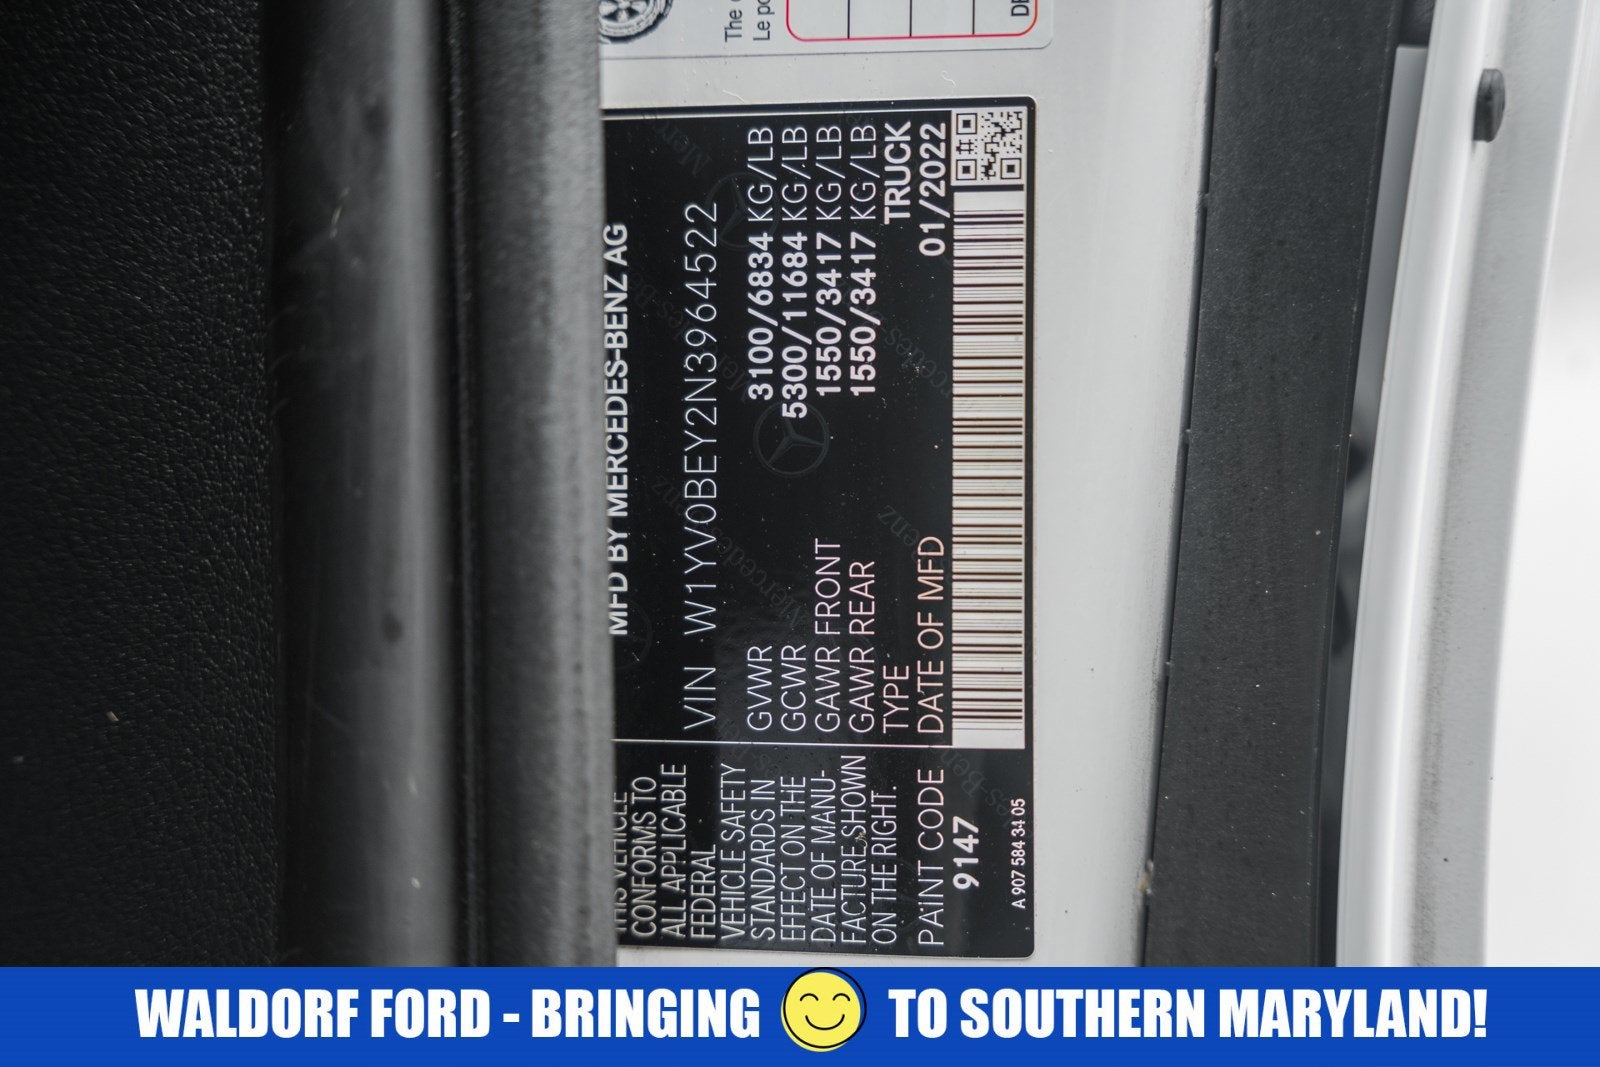 The
Le
MFD BY MERCEDES-BENZ AG
VIN W1YV0BEY2N3964522
GVWR 3100/6834 KG/LB
GCWR 5300/11684 KG/LB
GAWR FRONT 1550/3417 KG/LB
GAWR REAR 1550/3417 KG/LB
TYPE TRUCK
DATE OF MFD 01/2022
THIS VEHICLE
CONFORMS TO
ALL APPLICABLE
FEDERAL
VEHICLE SAFETY
STANDARDS IN
EFFECT ON THE
DATE OF MANU-
FACTURE SHOWN
ON THE RIGHT.
PAINT CODE
9147
A 907 584 34 05
WALDORF FORD - BRINGING TO SOUTHERN MARYLAND!